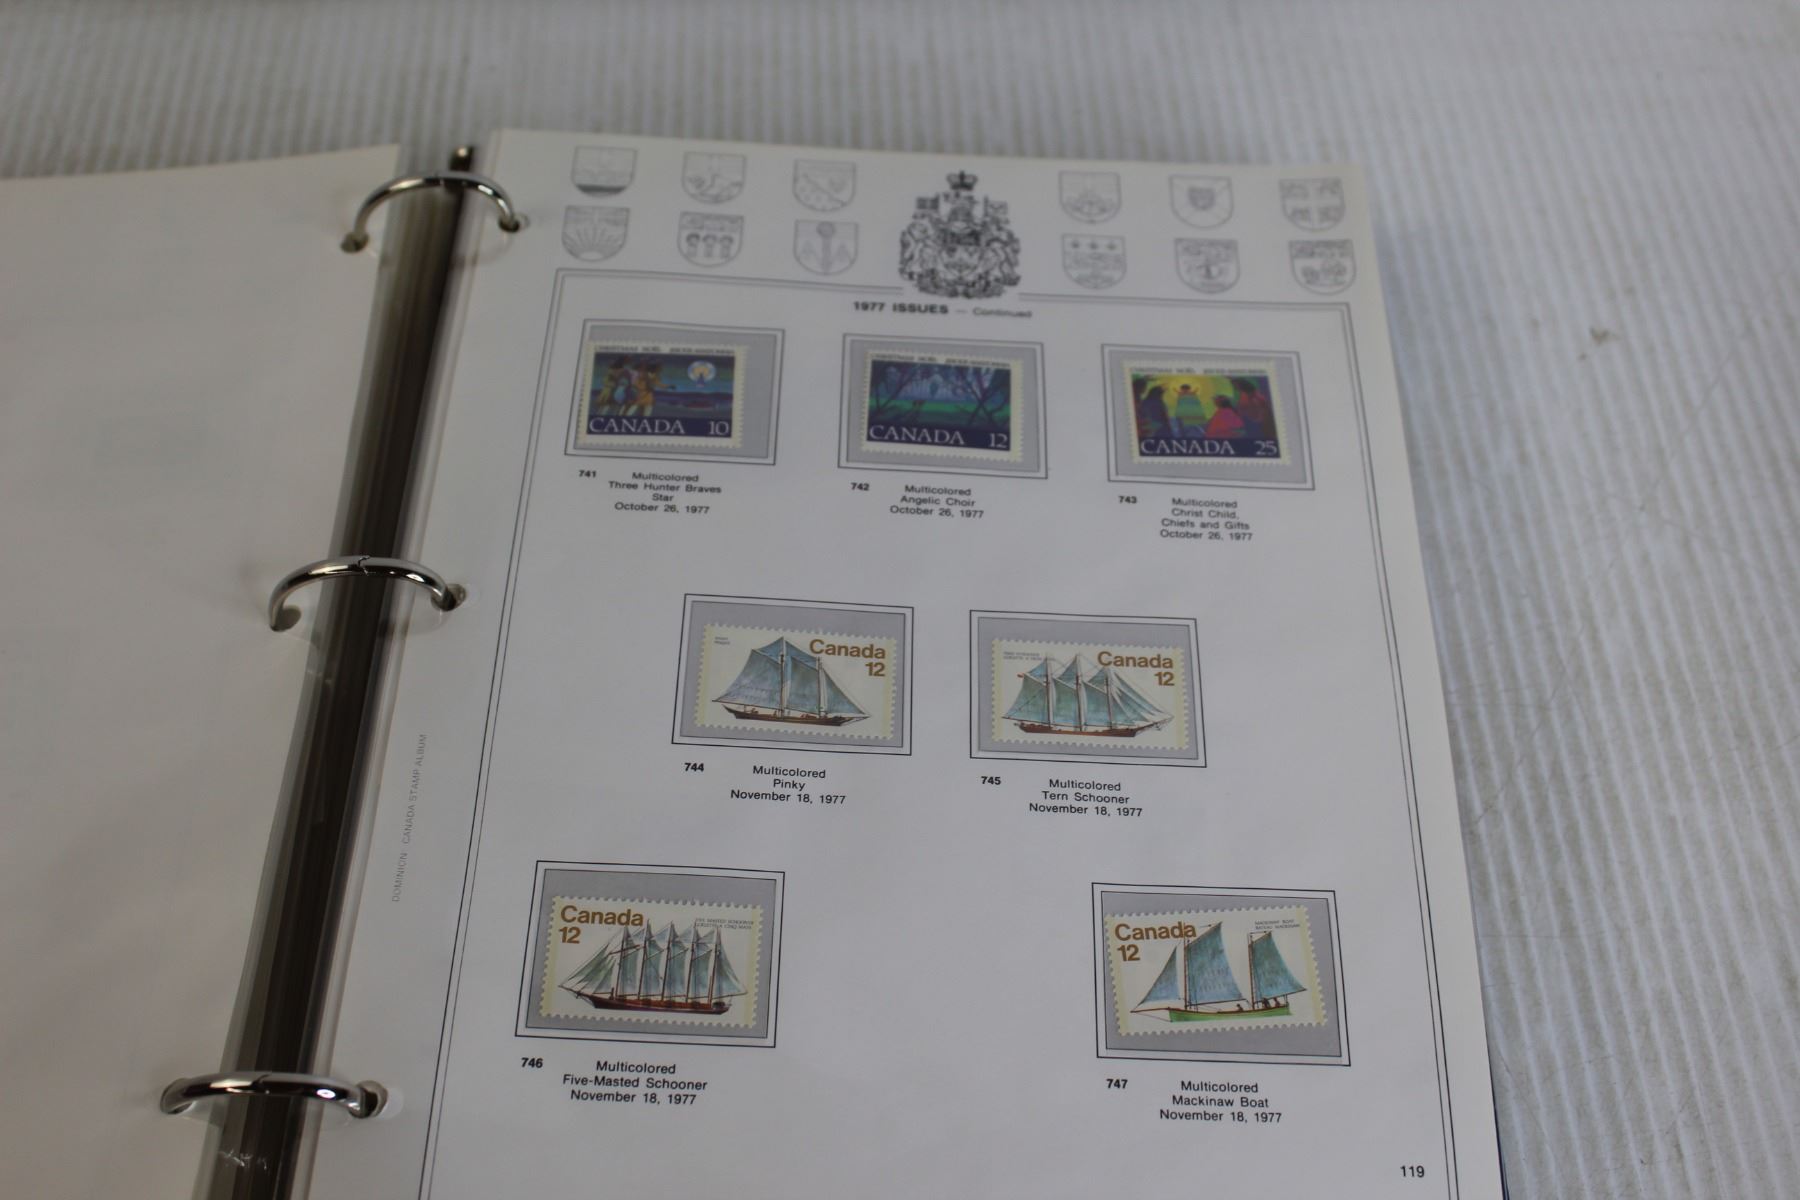 1977 ISSUES — Continued
CANADA 10
CANADA 12
CANADA 25
741 Multicolored
Three Hunter Braves
Star
October 26, 1977
742 Multicolored
Angelic Choir
October 26, 1977
743 Multicolored
Christ Child,
Chiefs and Gifts
October 26, 1977
Canada
12
Canada
12
744 Multicolored
Pinky
November 18, 1977
745 Multicolored
Tern Schooner
November 18, 1977
DOMINION CANADA STAMP ALBUM
Canada
12
Canada
12
MACKINAW BOAT
BATEAU MACKINAW
746 Multicolored
Five-Masted Schooner
November 18, 1977
747 Multicolored
Mackinaw Boat
November 18, 1977
119